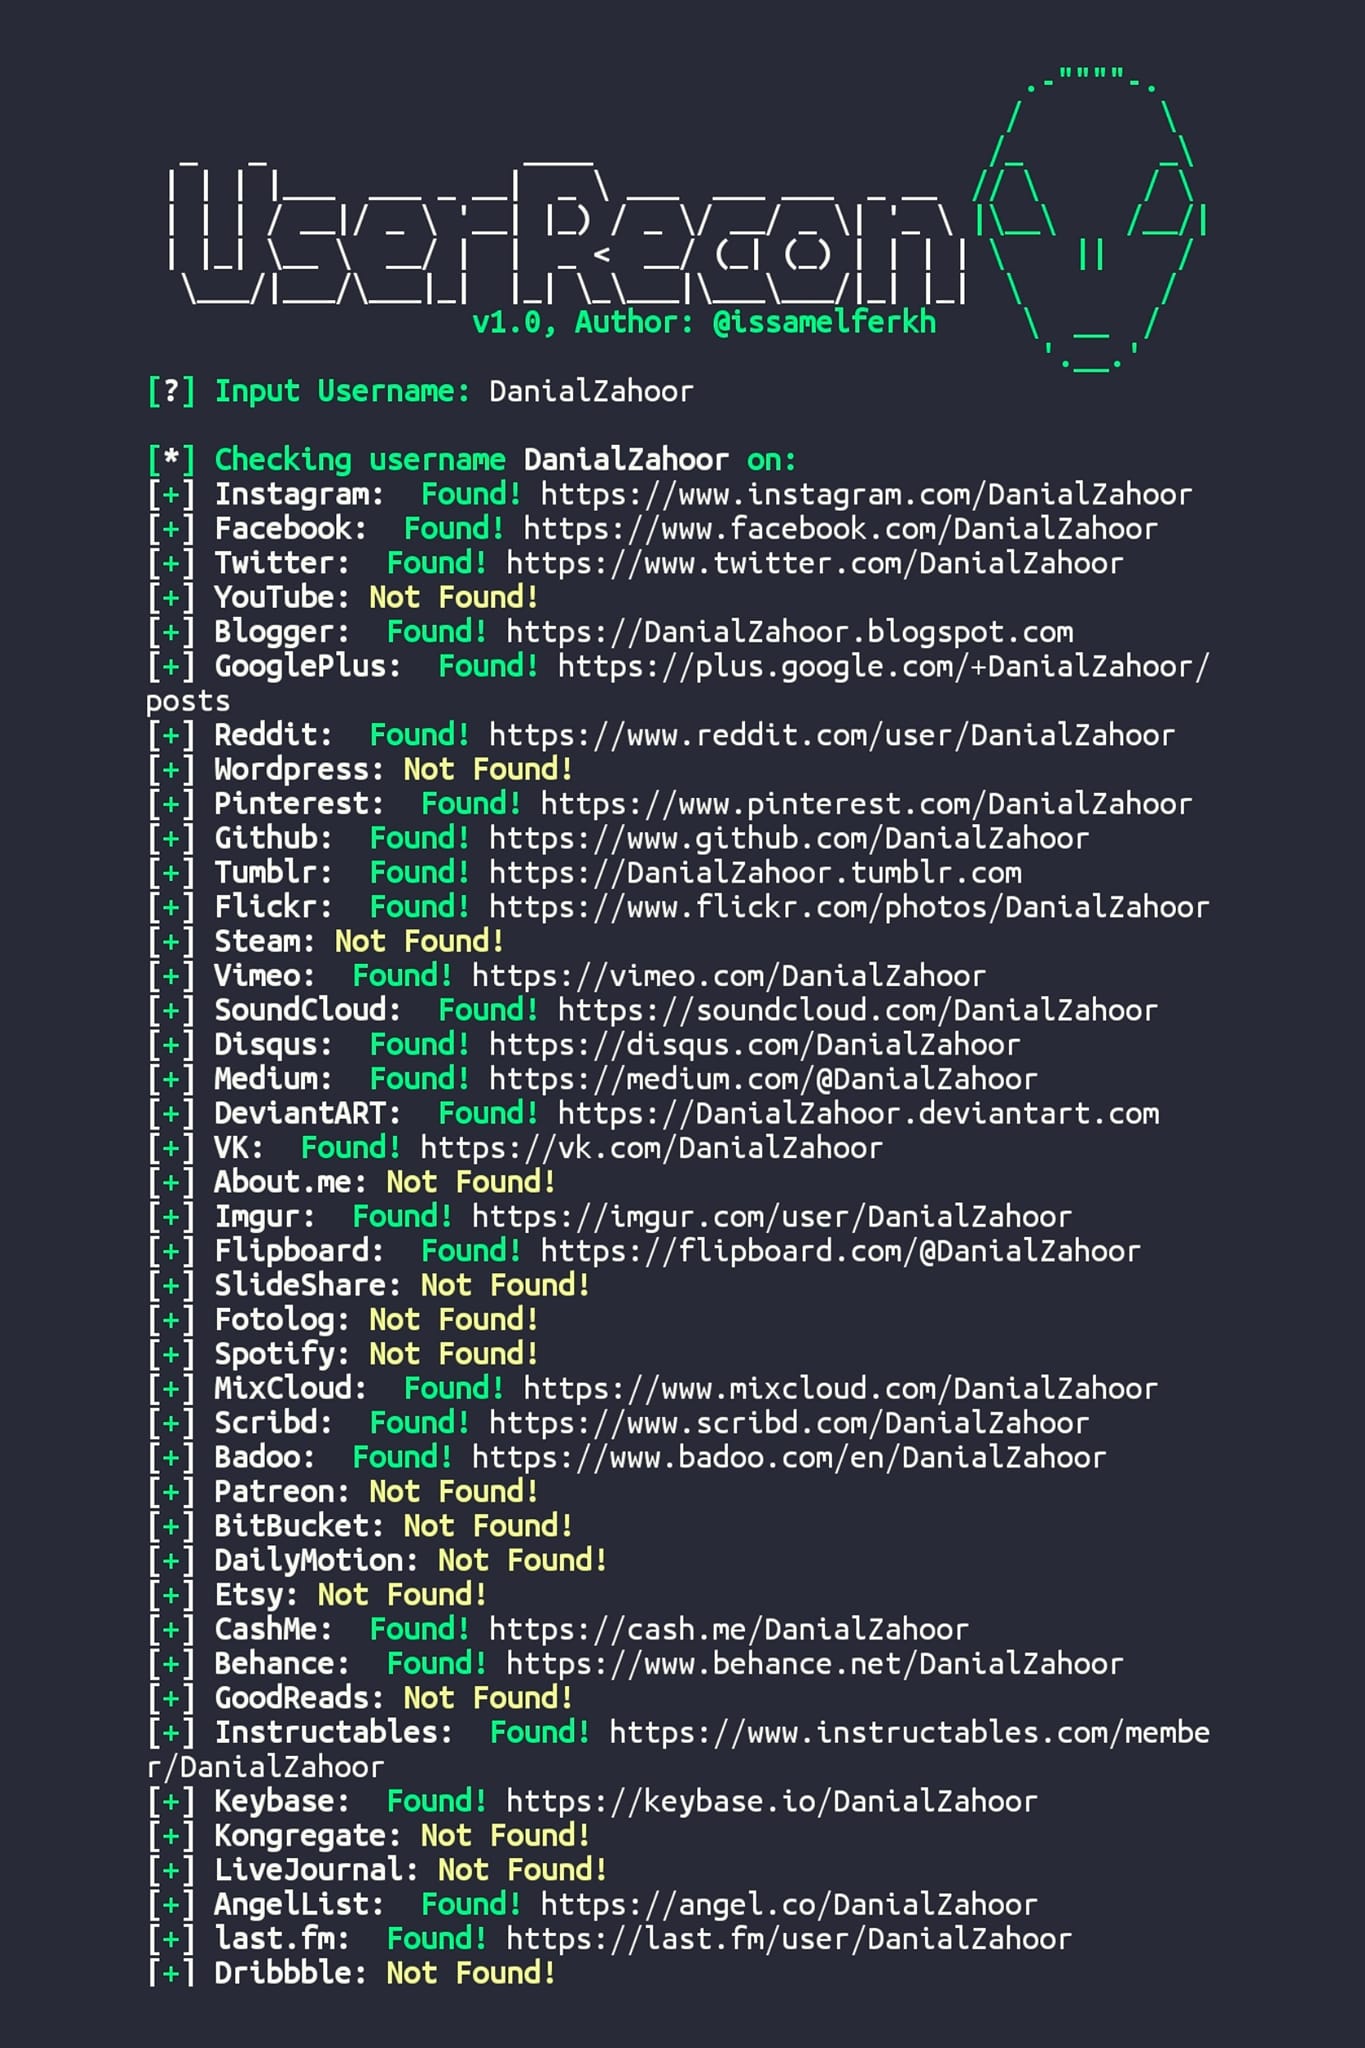 UserRecon
v1.0, Author: @issamelferkh
[?] Input Username: DanialZahoor
[*] Checking username DanialZahoor on:
[+] Instagram:  Found! https://www.instagram.com/DanialZahoor
[+] Facebook:  Found! https://www.facebook.com/DanialZahoor
[+] Twitter:  Found! https://www.twitter.com/DanialZahoor
[+] YouTube: Not Found!
[+] Blogger:  Found! https://DanialZahoor.blogspot.com
[+] GooglePlus:  Found! https://plus.google.com/+DanialZahoor/
posts
[+] Reddit:  Found! https://www.reddit.com/user/DanialZahoor
[+] Wordpress: Not Found!
[+] Pinterest:  Found! https://www.pinterest.com/DanialZahoor
[+] Github:  Found! https://www.github.com/DanialZahoor
[+] Tumblr:  Found! https://DanialZahoor.tumblr.com
[+] Flickr:  Found! https://www.flickr.com/photos/DanialZahoor
[+] Steam: Not Found!
[+] Vimeo:  Found! https://vimeo.com/DanialZahoor
[+] SoundCloud:  Found! https://soundcloud.com/DanialZahoor
[+] Disqus:  Found! https://disqus.com/DanialZahoor
[+] Medium:  Found! https://medium.com/@DanialZahoor
[+] DeviantART:  Found! https://DanialZahoor.deviantart.com
[+] VK:  Found! https://vk.com/DanialZahoor
[+] About.me: Not Found!
[+] Imgur:  Found! https://imgur.com/user/DanialZahoor
[+] Flipboard:  Found! https://flipboard.com/@DanialZahoor
[+] SlideShare: Not Found!
[+] Fotolog: Not Found!
[+] Spotify: Not Found!
[+] MixCloud:  Found! https://www.mixcloud.com/DanialZahoor
[+] Scribd:  Found! https://www.scribd.com/DanialZahoor
[+] Badoo:  Found! https://www.badoo.com/en/DanialZahoor
[+] Patreon: Not Found!
[+] BitBucket: Not Found!
[+] DailyMotion: Not Found!
[+] Etsy: Not Found!
[+] CashMe:  Found! https://cash.me/DanialZahoor
[+] Behance:  Found! https://www.behance.net/DanialZahoor
[+] GoodReads: Not Found!
[+] Instructables:  Found! https://www.instructables.com/membe
r/DanialZahoor
[+] Keybase:  Found! https://keybase.io/DanialZahoor
[+] Kongregate: Not Found!
[+] LiveJournal: Not Found!
[+] AngelList:  Found! https://angel.co/DanialZahoor
[+] last.fm:  Found! https://last.fm/user/DanialZahoor
[+] Dribbble: Not Found!